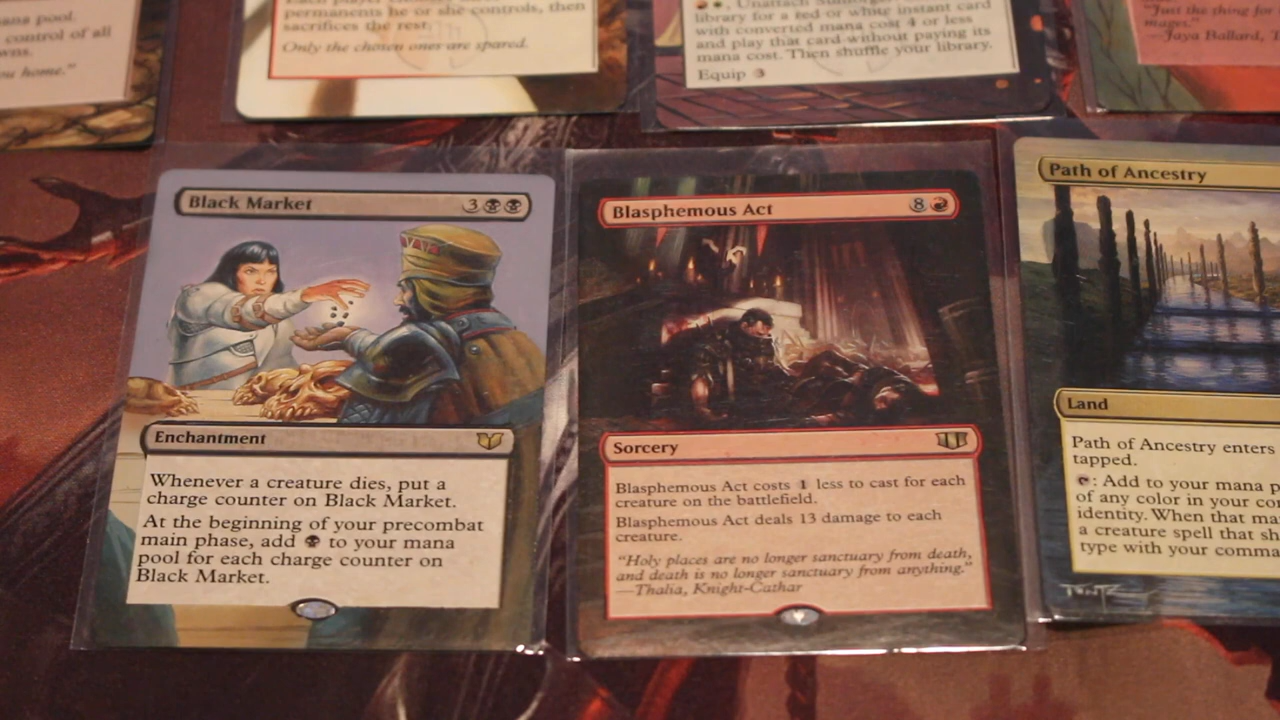 ana pool.
control of all
wns.
ou home."
permanents he or she controls, then
sacrifices the rest.
Only the chosen ones are spared.
library for a red or white instant card
with converted mana cost 4 or less
and play that card without paying its
mana cost. Then shuffle your library.
Equip 3
"Just the thing for
mages."
—Jaya Ballard, T
Black Market
3
Enchantment
Whenever a creature dies, put a
charge counter on Black Market.
At the beginning of your precombat
main phase, add to your mana
pool for each charge counter on
Black Market.
Blasphemous Act
8
Sorcery
Blasphemous Act costs 1 less to cast for each
creature on the battlefield.
Blasphemous Act deals 13 damage to each
creature.
"Holy places are no longer sanctuary from death,
and death is no longer sanctuary from anything."
—Thalia, Knight-Cathar
Path of Ancestry
Land
Path of Ancestry enters
tapped.
: Add to your mana p
of any color in your co
identity. When that ma
a creature spell that sh
type with your comma